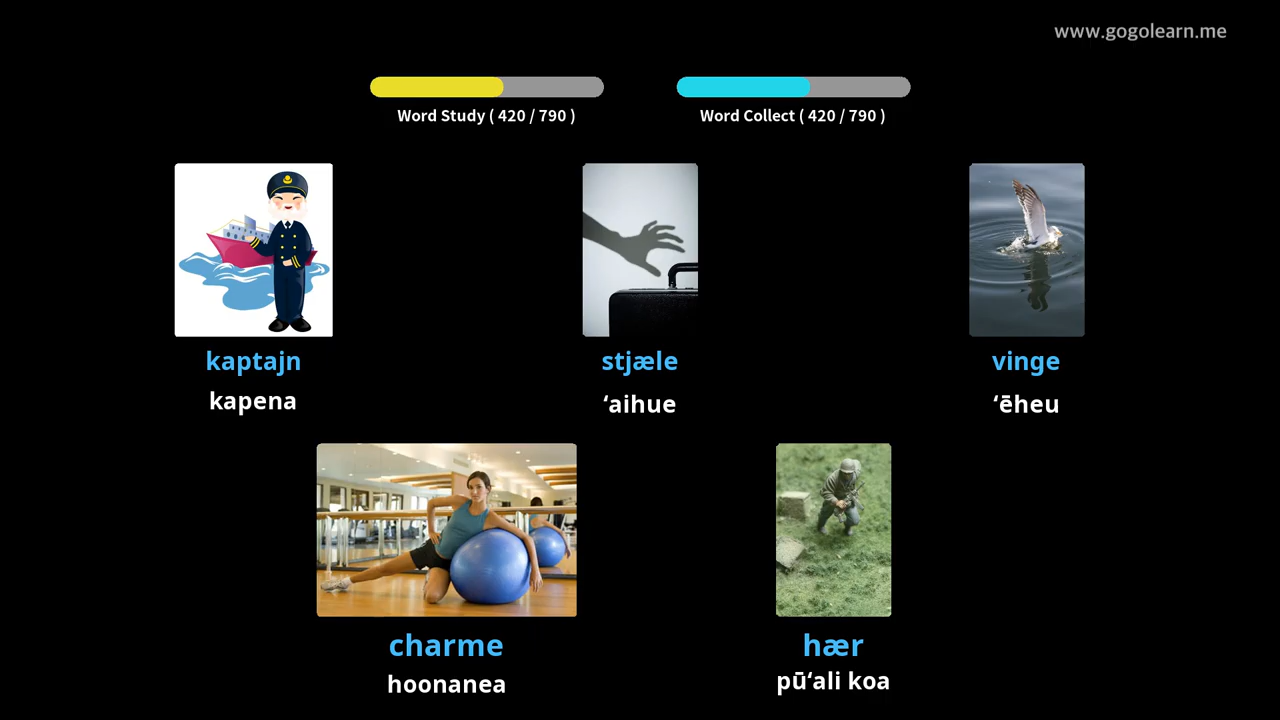 www.gogolearn.me
Word Study ( 420 / 790 )
Word Collect ( 420 / 790 )
kaptajn
stjæle
vinge
kapena
ʻaihue
ʻēheu
charme
hær
hoonanea
pūʻali koa